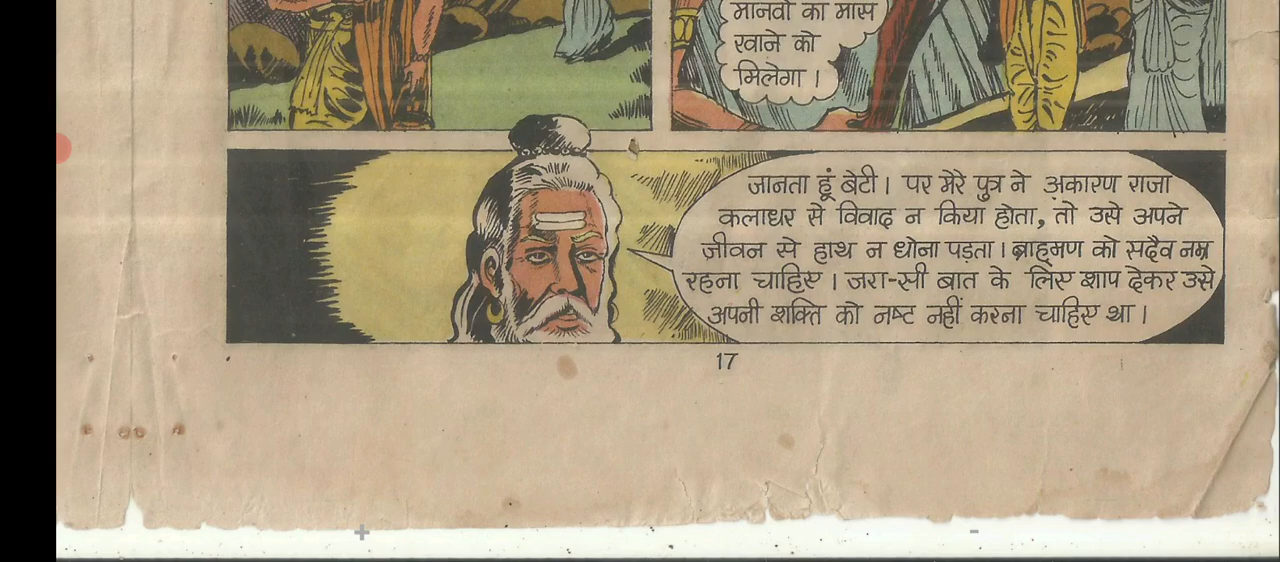 मानवों का मांस
खाने को
मिलेगा।
जानता हूं बेटी। पर मेरे पुत्र ने अकारण राजा
कलाधर से विवाद न किया होता, तो उसे अपने
जीवन से हाथ न धोना पड़ता। ब्राह्मण को सदैव नम्र
रहना चाहिए। जरा-सी बात के लिए शाप देकर उसे
अपनी शक्ति को नष्ट नहीं करना चाहिए था।
17